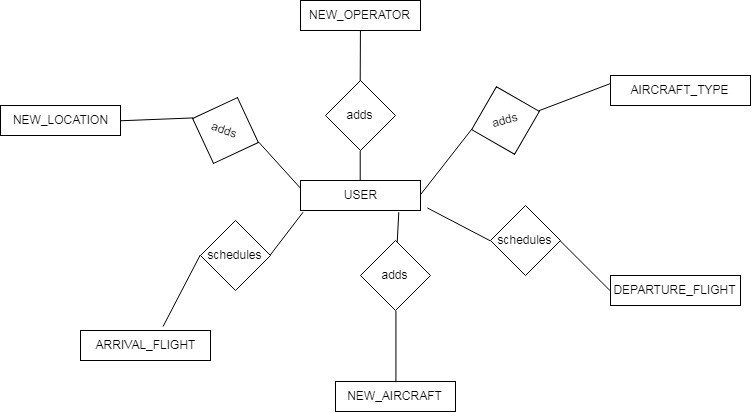 NEW_OPERATOR
AIRCRAFT_TYPE
NEW_LOCATION
adds
adds
adds
USER
schedules
schedules
adds
DEPARTURE_FLIGHT
ARRIVAL_FLIGHT
NEW_AIRCRAFT